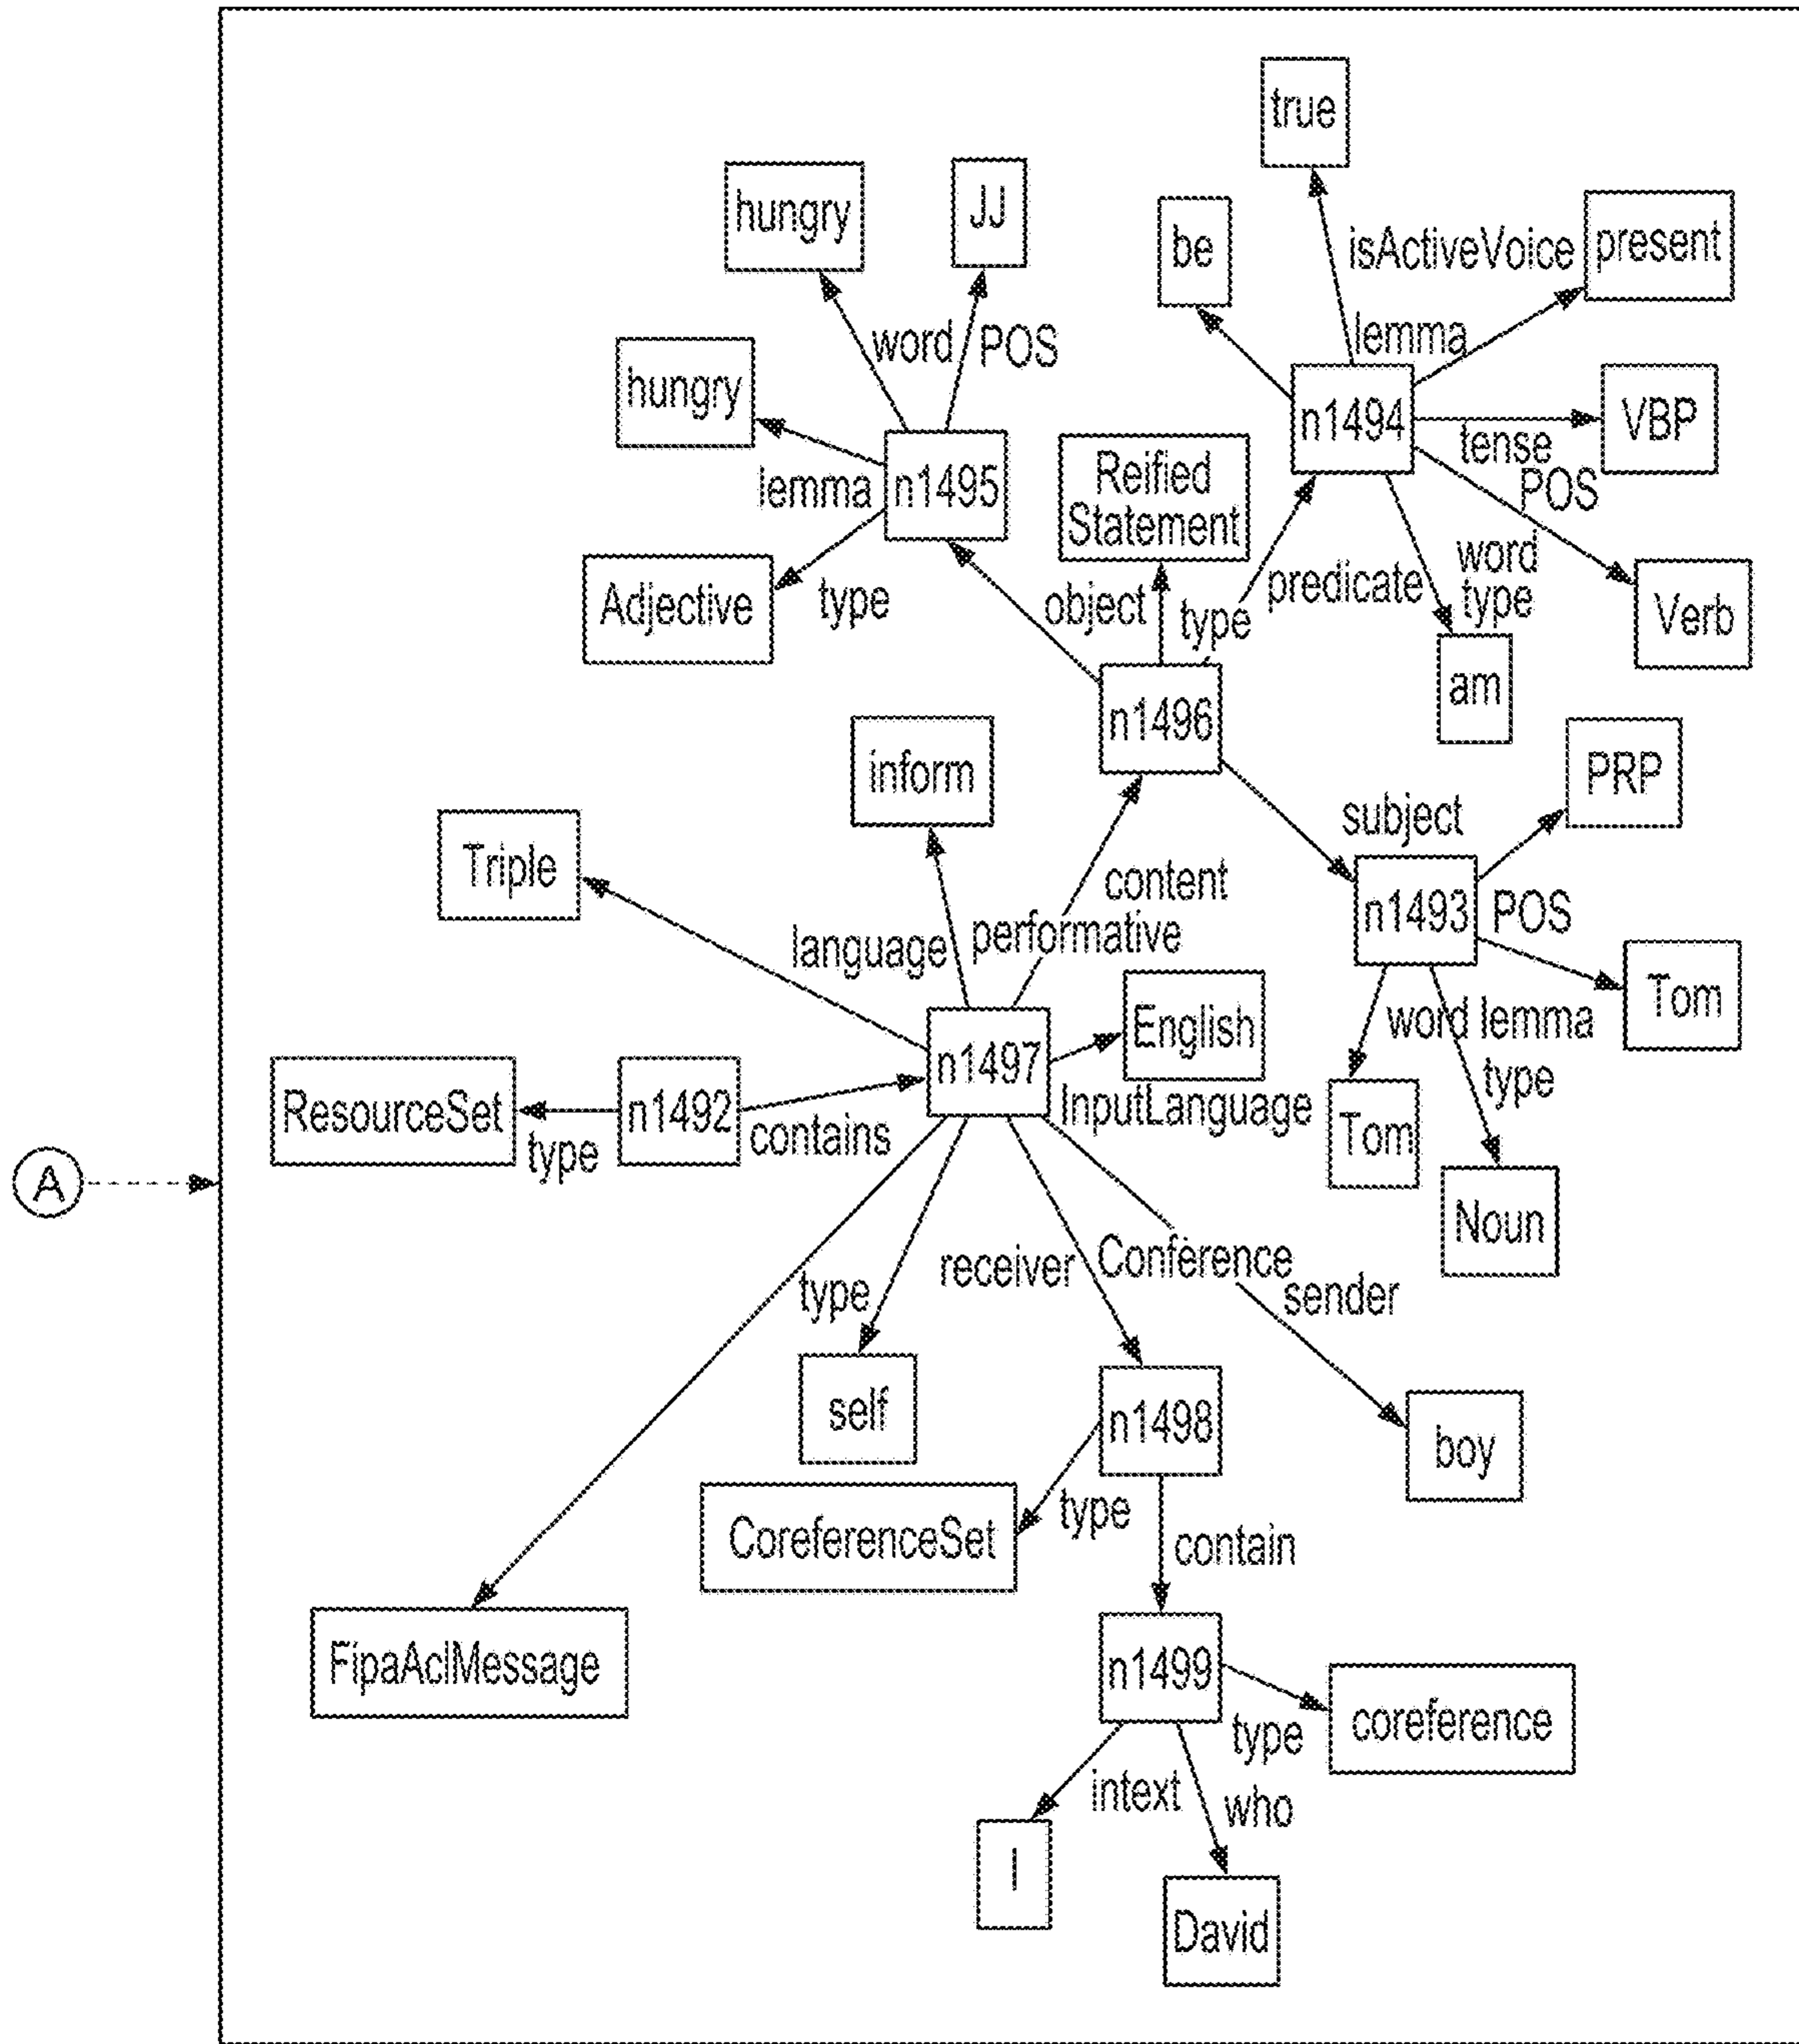 true
hungry
JJ
be
isActiveVoice
present
word
POS
lemma
hungry
n1494
tense
VBP
POS
n1495
lemma
Reified
Statement
Adjective
type
object
type
predicate
word
type
Verb
am
n1496
inform
PRP
subject
Triple
content
performative
language
n1493
POS
Tom
English
word
lemma
type
n1497
InputLanguage
ResourceSet
type
n1492
contains
Tom
A
Noun
type
receiver
Conference
sender
self
n1498
boy
type
CoreferenceSet
contain
FipaAclMessage
n1499
type
coreference
intext
who
I
David